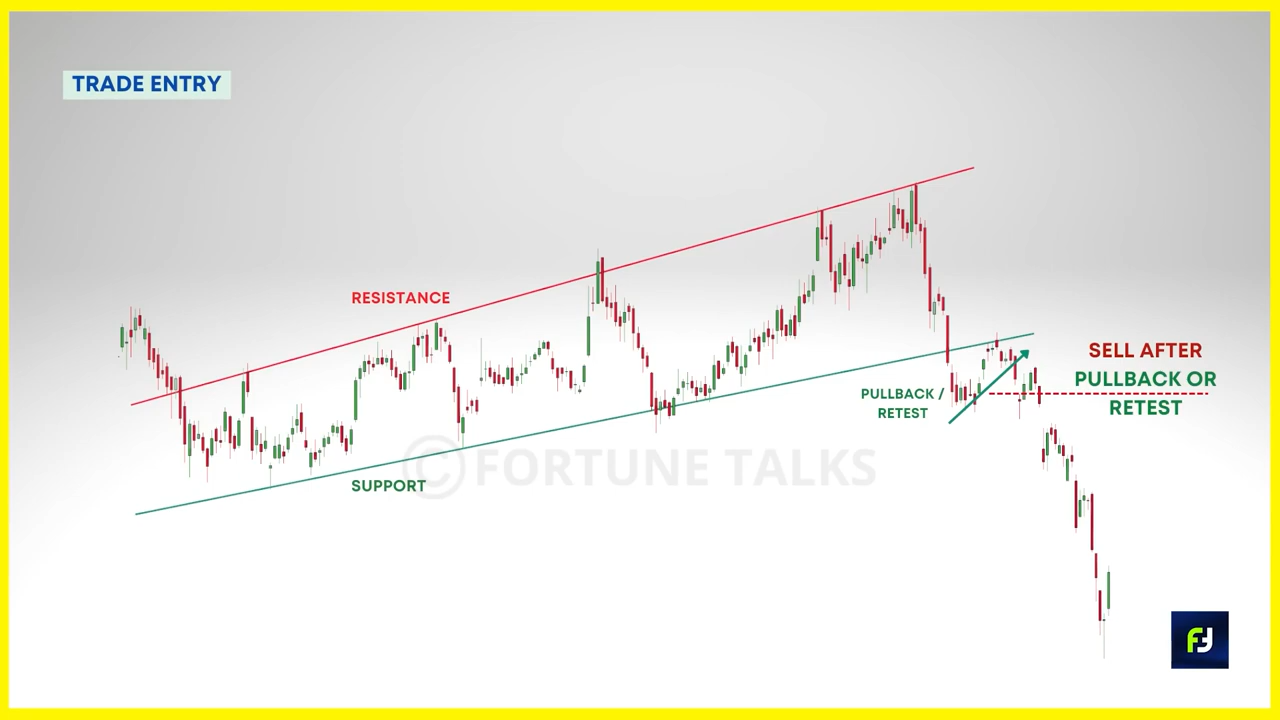 TRADE ENTRY
RESISTANCE
SELL AFTER
PULLBACK OR
RETEST
PULLBACK /
RETEST
© FORTUNE TALKS
SUPPORT